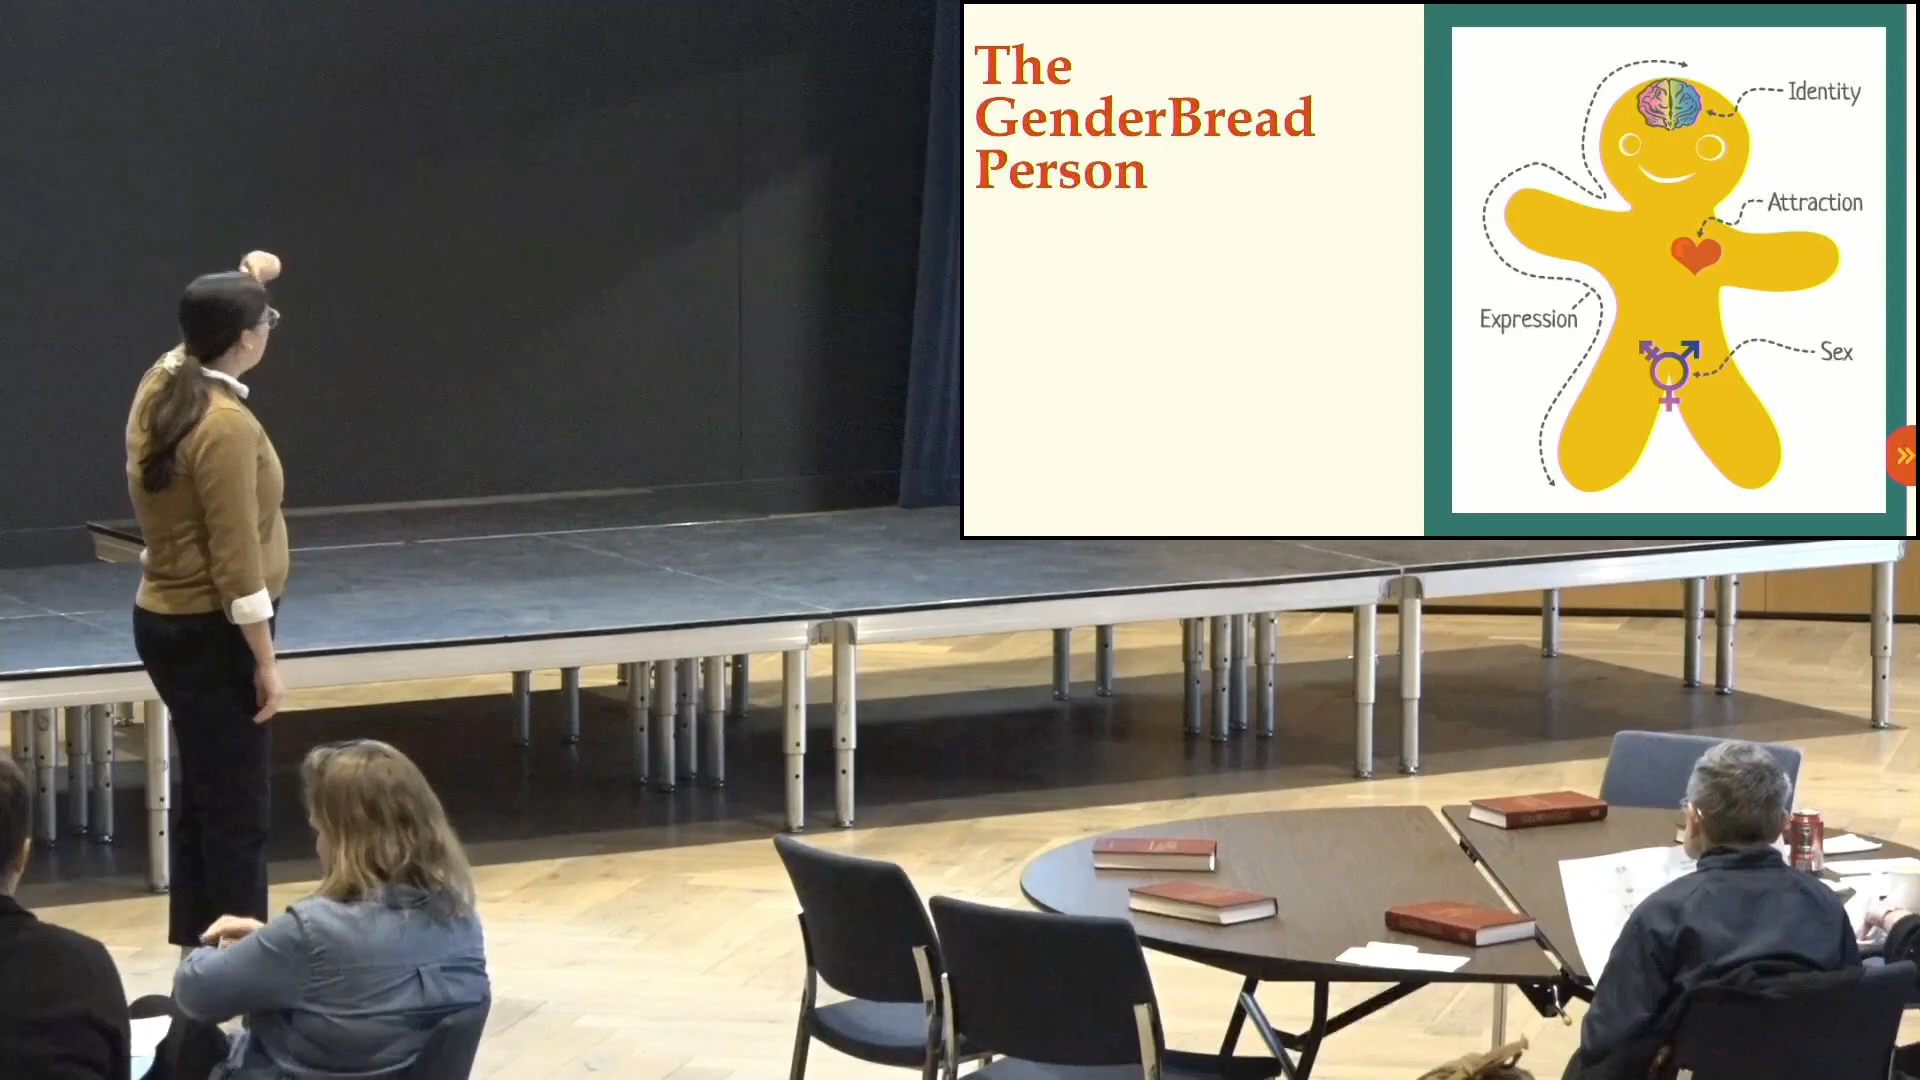 The
GenderBread
Person
Identity
Attraction
Expression
Sex